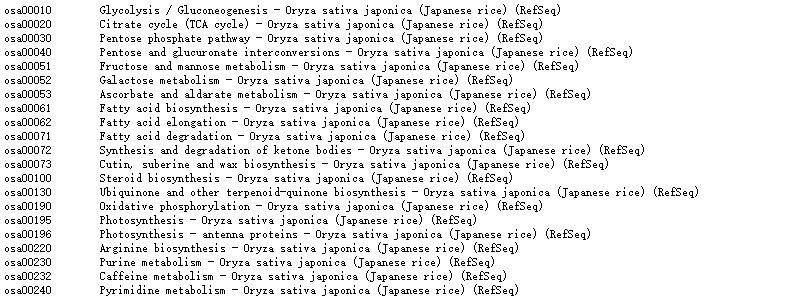 osa00010 Glycolysis / Gluconeogenesis - Oryza sativa japonica (Japanese rice) (RefSeq)
osa00020 Citrate cycle (TCA cycle) - Oryza sativa japonica (Japanese rice) (RefSeq)
osa00030 Pentose phosphate pathway - Oryza sativa japonica (Japanese rice) (RefSeq)
osa00040 Pentose and glucuronate interconversions - Oryza sativa japonica (Japanese rice) (RefSeq)
osa00051 Fructose and mannose metabolism - Oryza sativa japonica (Japanese rice) (RefSeq)
osa00052 Galactose metabolism - Oryza sativa japonica (Japanese rice) (RefSeq)
osa00053 Ascorbate and aldarate metabolism - Oryza sativa japonica (Japanese rice) (RefSeq)
osa00061 Fatty acid biosynthesis - Oryza sativa japonica (Japanese rice) (RefSeq)
osa00062 Fatty acid elongation - Oryza sativa japonica (Japanese rice) (RefSeq)
osa00071 Fatty acid degradation - Oryza sativa japonica (Japanese rice) (RefSeq)
osa00072 Synthesis and degradation of ketone bodies - Oryza sativa japonica (Japanese rice) (RefSeq)
osa00073 Cutin, suberine and wax biosynthesis - Oryza sativa japonica (Japanese rice) (RefSeq)
osa00100 Steroid biosynthesis - Oryza sativa japonica (Japanese rice) (RefSeq)
osa00130 Ubiquinone and other terpenoid-quinone biosynthesis - Oryza sativa japonica (Japanese rice) (RefSeq)
osa00190 Oxidative phosphorylation - Oryza sativa japonica (Japanese rice) (RefSeq)
osa00195 Photosynthesis - Oryza sativa japonica (Japanese rice) (RefSeq)
osa00196 Photosynthesis - antenna proteins - Oryza sativa japonica (Japanese rice) (RefSeq)
osa00220 Arginine biosynthesis - Oryza sativa japonica (Japanese rice) (RefSeq)
osa00230 Purine metabolism - Oryza sativa japonica (Japanese rice) (RefSeq)
osa00232 Caffeine metabolism - Oryza sativa japonica (Japanese rice) (RefSeq)
osa00240 Pyrimidine metabolism - Oryza sativa japonica (Japanese rice) (RefSeq)